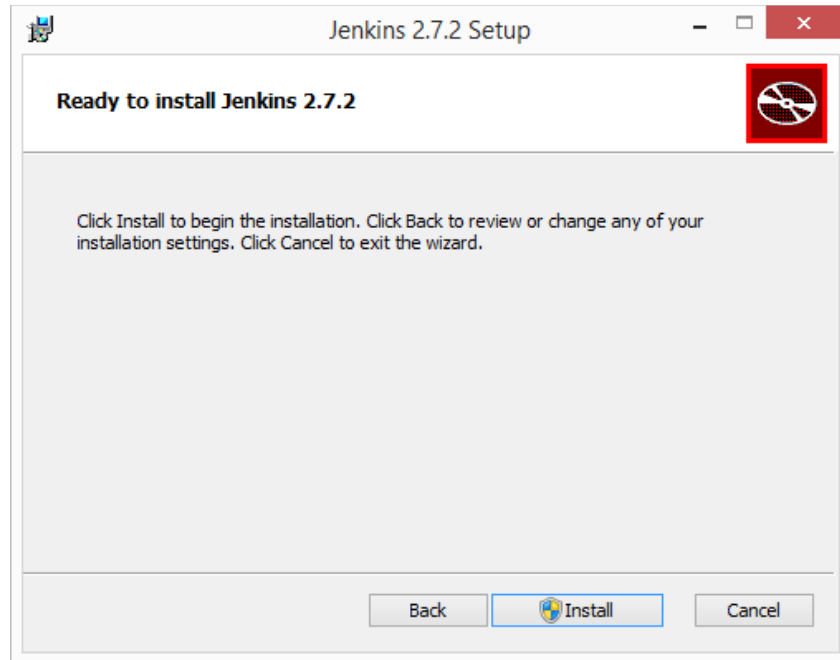 Jenkins 2.7.2 Setup
Ready to install Jenkins 2.7.2
Click Install to begin the installation. Click Back to review or change any of your
installation settings. Click Cancel to exit the wizard.
Back Install Cancel